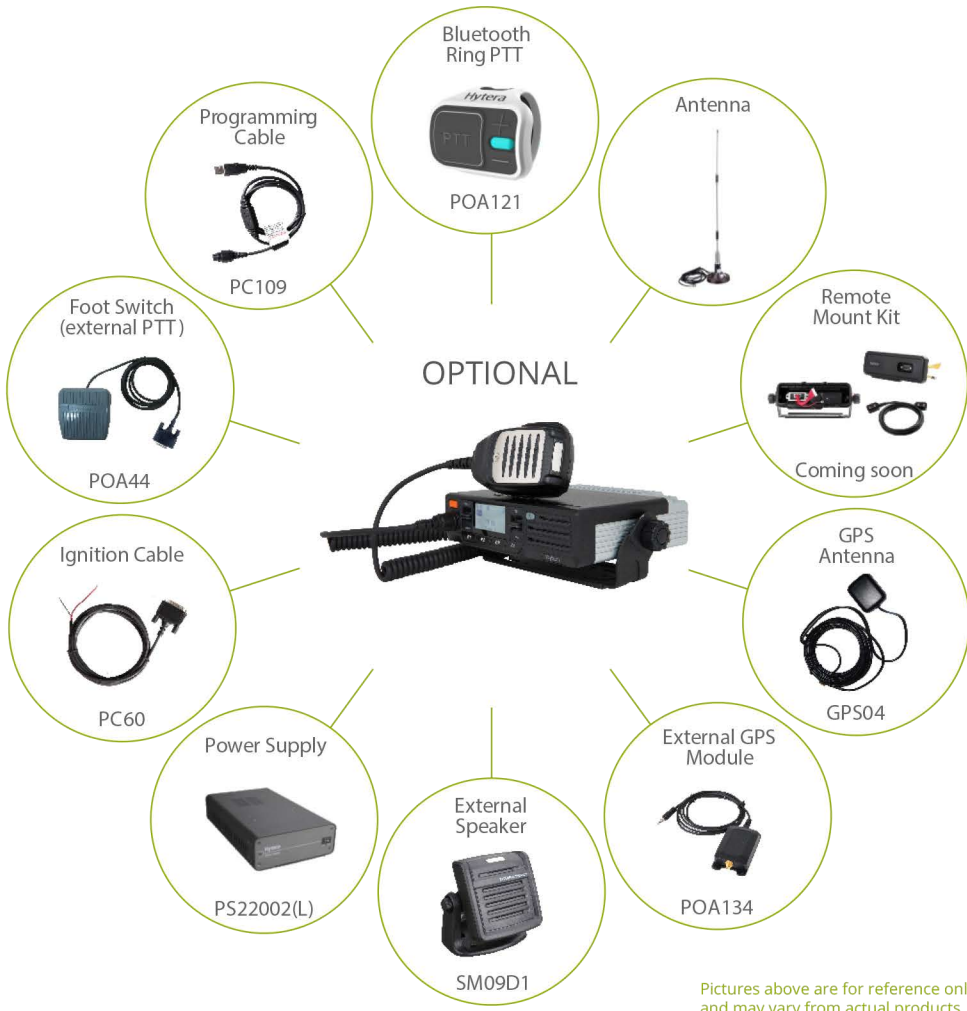 Bluetooth
Ring PTT
Hytera
PTT
POA121
Antenna
Programming
Cable
PC109
Remote
Mount Kit
Coming soon
Foot Switch
(external PTT)
POA44
OPTIONAL
GPS
Antenna
GPS04
Ignition Cable
PC60
External GPS
Module
POA134
Power Supply
Hytera
PS22002(L)
External
Speaker
SM09D1
Pictures above are for reference onl
and may vary from actual products